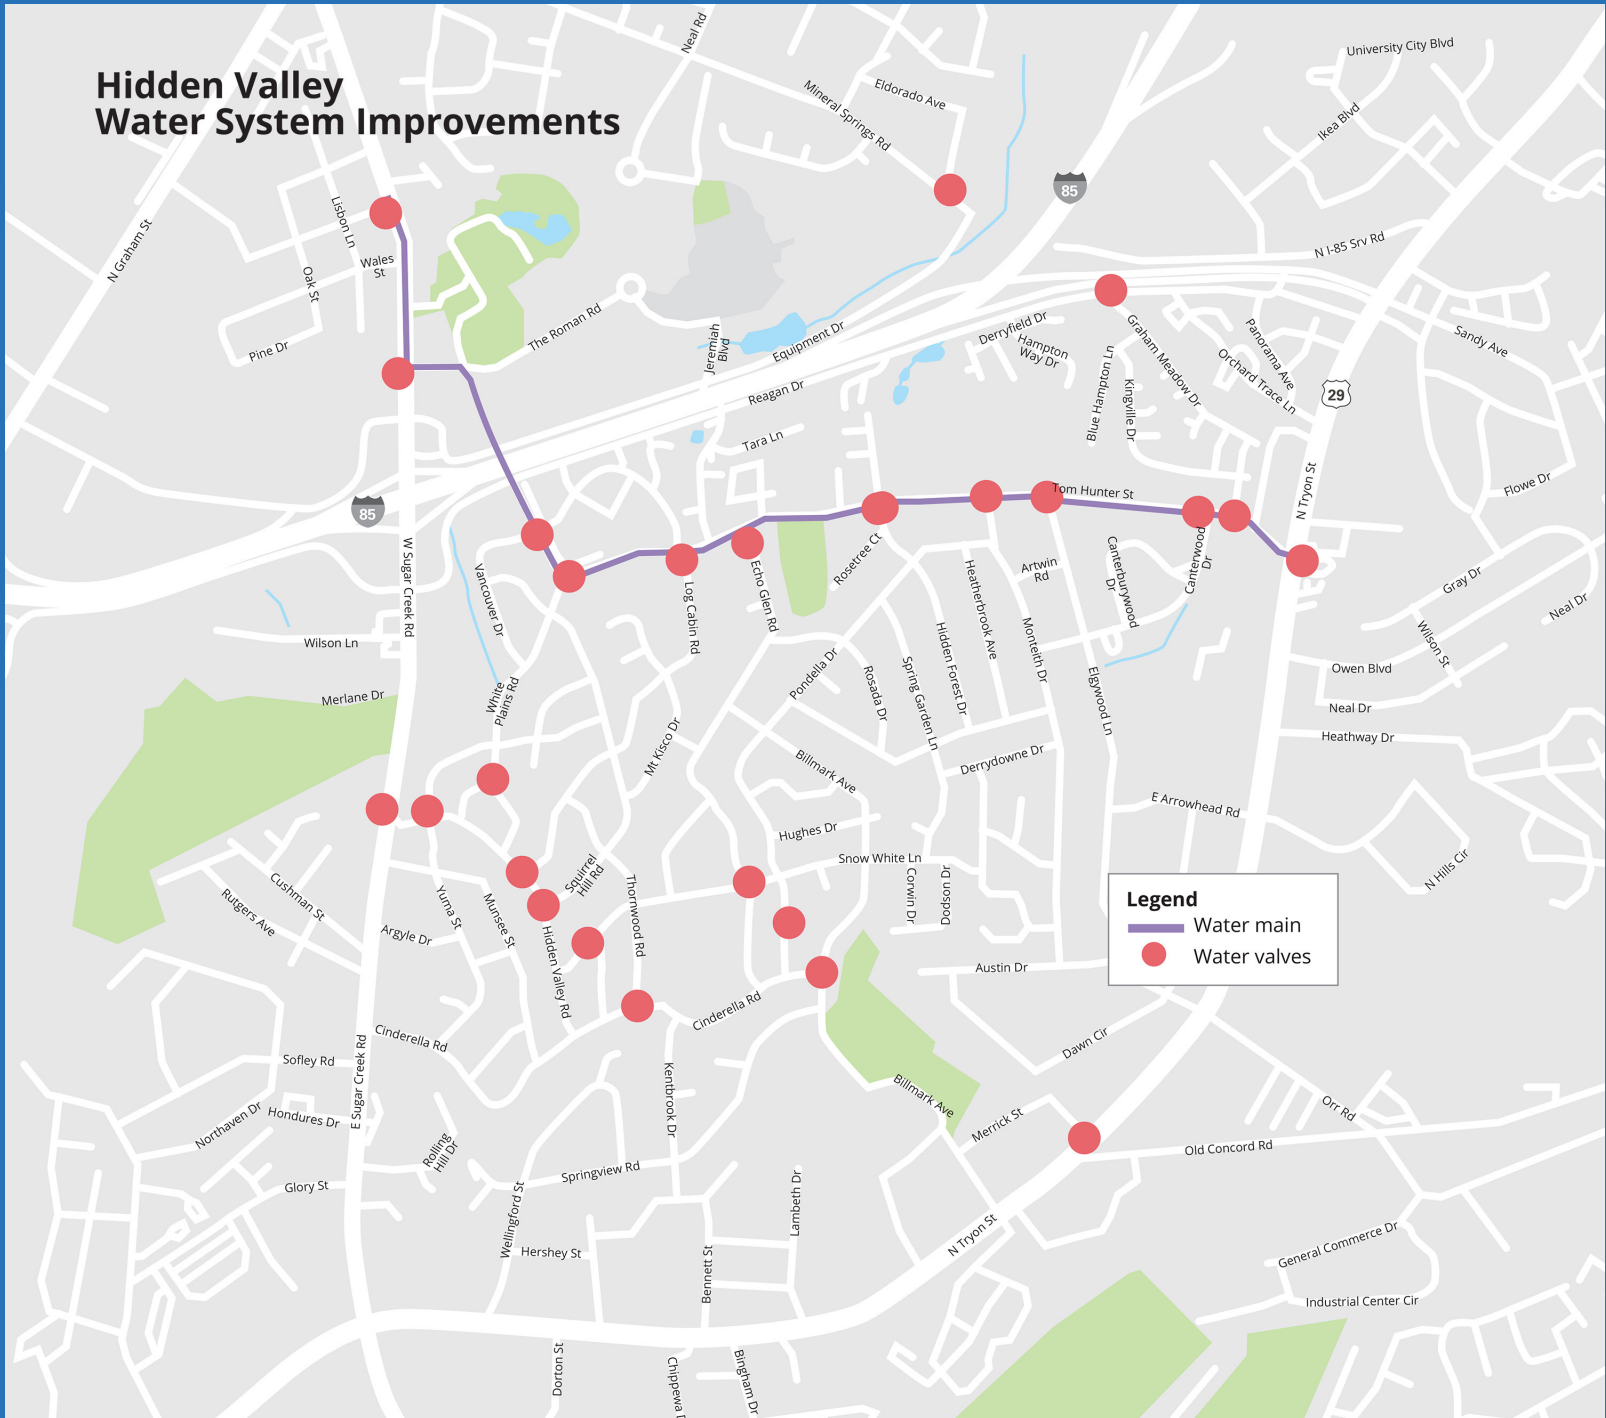 Hidden Valley
Water System Improvements
Neal Rd
University City Blvd
Mineral Springs Rd
Eldorado Ave
Ikea Blvd
85
N Graham St
Lisbon Ln
Wales
St
Oak St
Pine Dr
The Roman Rd
N I-85 Srv Rd
Jeremiah
Blvd
Equipment Dr
Reagan Dr
Tara Ln
Derryfield Dr
Hampton
Way Dr
Graham Meadow Dr
Blue Hampton Ln
Kingville Dr
Panorama Ave
Orchard Trace Ln
Sandy Ave
29
N Tryon St
Flowe Dr
85
W Sugar Creek Rd
Tom Hunter St
Vancouver Dr
Log Cabin Rd
Echo Glen Rd
Rosetree Ct
Heatherbrook Ave
Artwin
Rd
Canterburywood
Dr
Canterwood
Dr
Gray Dr
Neal Dr
Wilson St
Wilson Ln
Merlane Dr
White
Plains Rd
Mt Kisco Dr
Pondella Dr
Rosada Dr
Spring Garden Ln
Hidden Forest Dr
Monteith Dr
Elgywood Ln
Owen Blvd
Neal Dr
Heathway Dr
Derrydowne Dr
Billmark Ave
E Arrowhead Rd
Hughes Dr
Snow White Ln
Corwin Dr
Dodson Dr
N Hills Cir
Squirrel
Hill Rd
Thornwood Rd
Cushman St
Rutgers Ave
Yuma St
Munsee St
Argyle Dr
Hidden Valley Rd
Legend
Water main
Water valves
Austin Dr
Cinderella Rd
Cinderella Rd
Dawn Cir
Sofley Rd
E Sugar Creek Rd
Kentbrook Dr
Billmark Ave
Merrick St
Orr Rd
Old Concord Rd
Northaven Dr
Hondures Dr
Rolling
Hill Dr
Glory St
Springview Rd
Wellingford St
Hershey St
Lambeth Dr
Bennett St
N Tryon St
General Commerce Dr
Industrial Center Cir
Dorton St
Chippewa
Bingham Dr